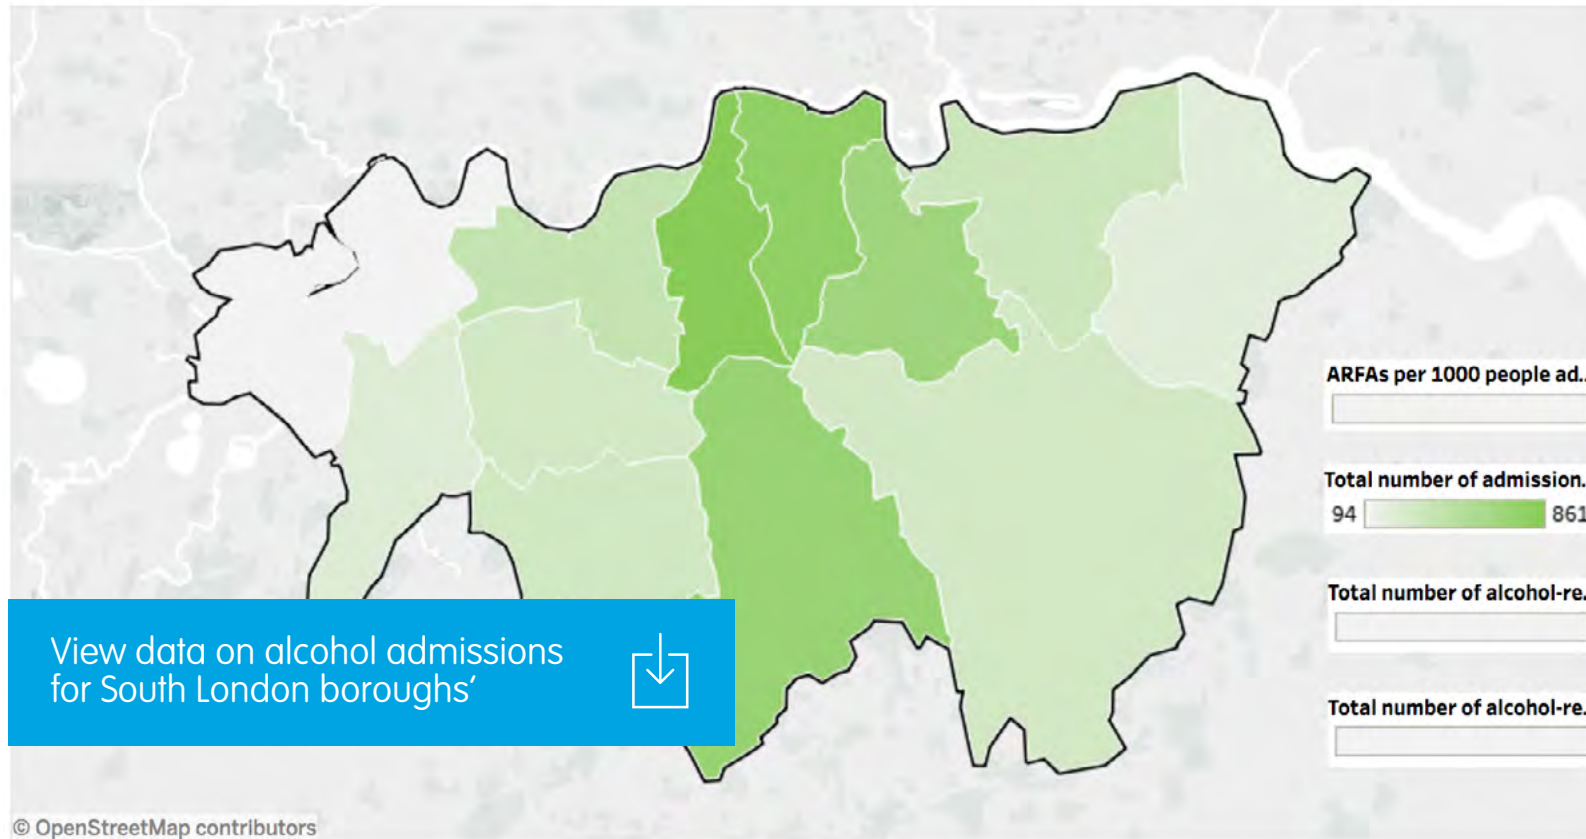 ARFAs per 1000 people ad..
Total number of admission.
94 861
Total number of alcohol-re.
Total number of alcohol-re.
View data on alcohol admissions
for South London boroughs’
© OpenStreetMap contributors